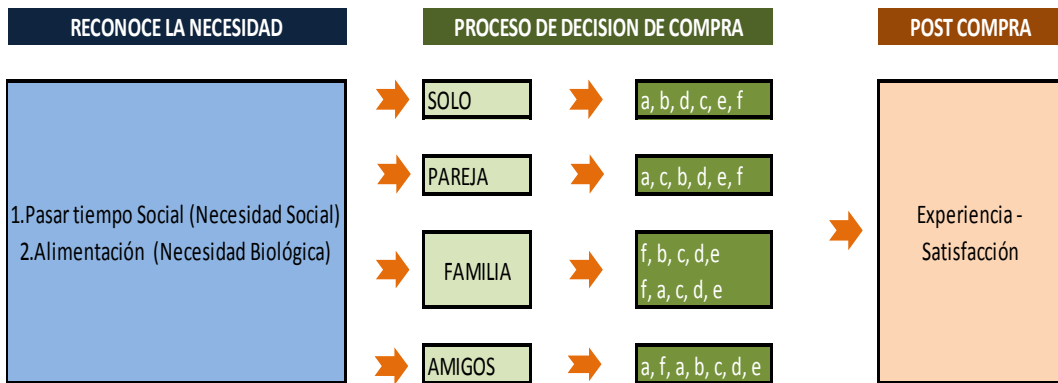 RECONOCE LA NECESIDAD
PROCESO DE DECISION DE COMPRA
POST COMPRA
1.Pasar tiempo Social (Necesidad Social)
2.Alimentación (Necesidad Biológica)
SOLO
a, b, d, c, e, f
PAREJA
a, c, b, d, e, f
FAMILIA
f, b, c, d,e
f, a, c, d, e
AMIGOS
a, f, a, b, c, d, e
Experiencia -
Satisfacción